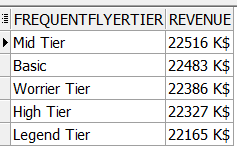 FREQUENTFLYERTIER REVENUE
Mid Tier 22516 K$
Basic 22483 K$
Worrier Tier 22386 K$
High Tier 22327 K$
Legend Tier 22165 K$